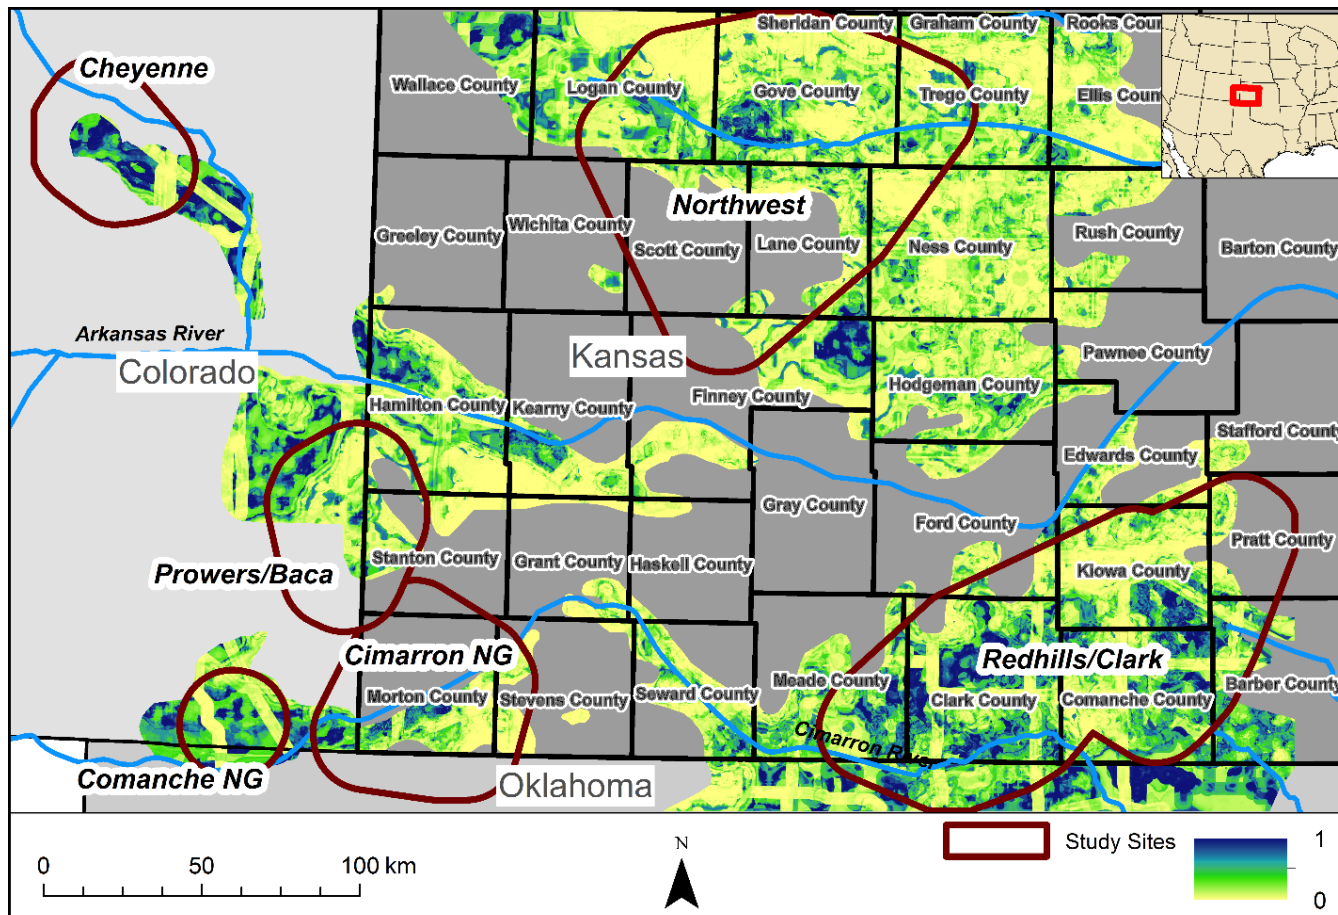 Sheridan County
Graham County
Rooks Coun
Cheyenne
Wallace County
Logan County
Gove County
Trego County
Ellis Count
Northwest
Greeley County
Wichita County
Scott County
Lane County
Ness County
Rush County
Barton County
Arkansas River
Colorado
Kansas
Pawnee County
Hamilton County
Kearny County
Finney County
Hodgeman County
Stafford County
Edwards County
Gray County
Ford County
Pratt County
Stanton County
Grant County
Haskell County
Kiowa County
Prowers/Baca
Cimarron NG
Redhills/Clark
Morton County
Stevens County
Seward County
Meade County
Clark County
Comanche County
Barber County
Cimarron River
Comanche NG
Oklahoma
0 50 100 km
N
Study Sites
1
0